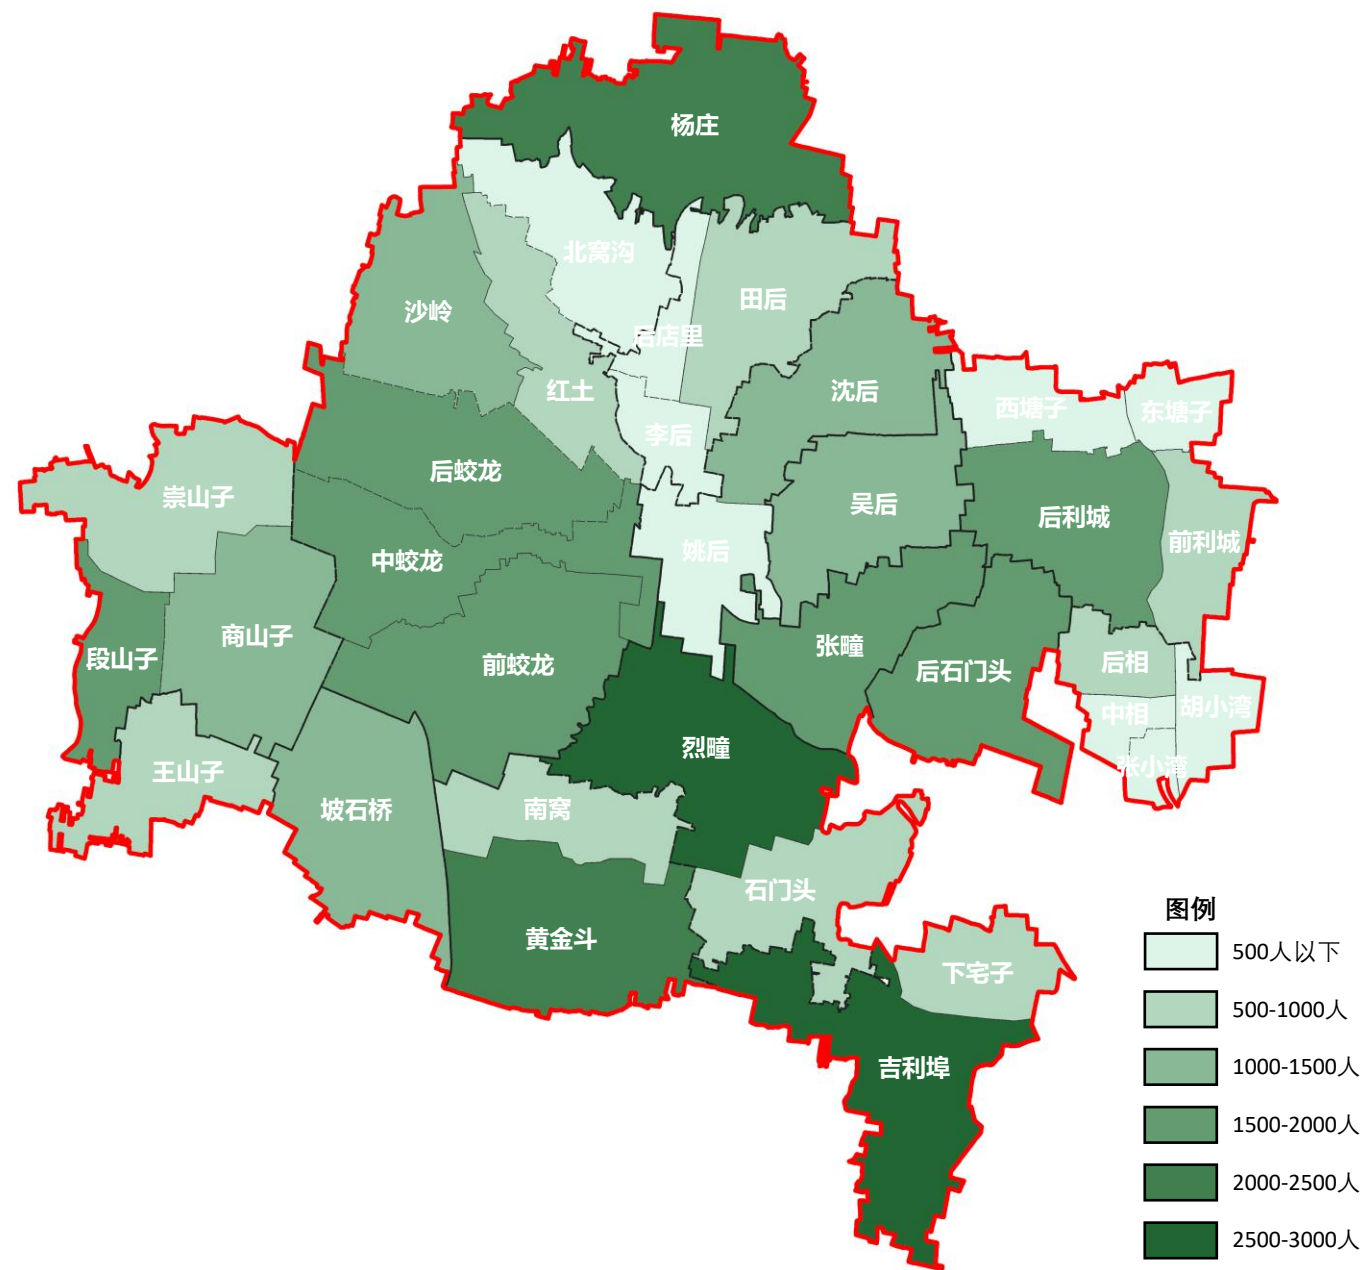 杨庄
北窝沟
田后
沙岭
后店里
红土
沈后
西塘子
东塘子
李后
后蛟龙
崇山子
吴后
后利城
前利城
姚后
中蛟龙
商山子
张疃
段山子
前蛟龙
后石门头
后相
胡小湾
中相
烈疃
张小湾
王山子
坡石桥
南窝
石门头
黄金斗
下宅子
吉利埠
图例
500人以下
500-1000人
1000-1500人
1500-2000人
2000-2500人
2500-3000人